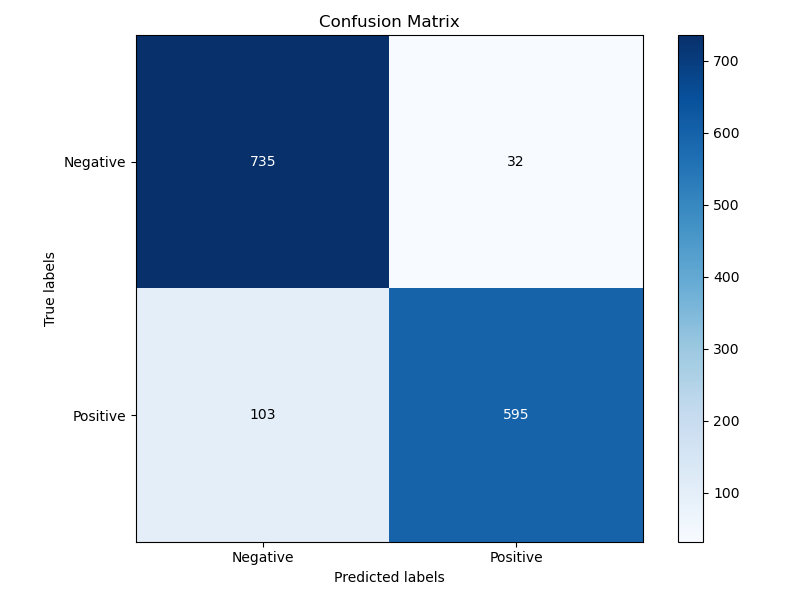 Confusion Matrix
True labels
Negative
Positive
735
32
103
595
Negative
Positive
Predicted labels
700
600
500
400
300
200
100